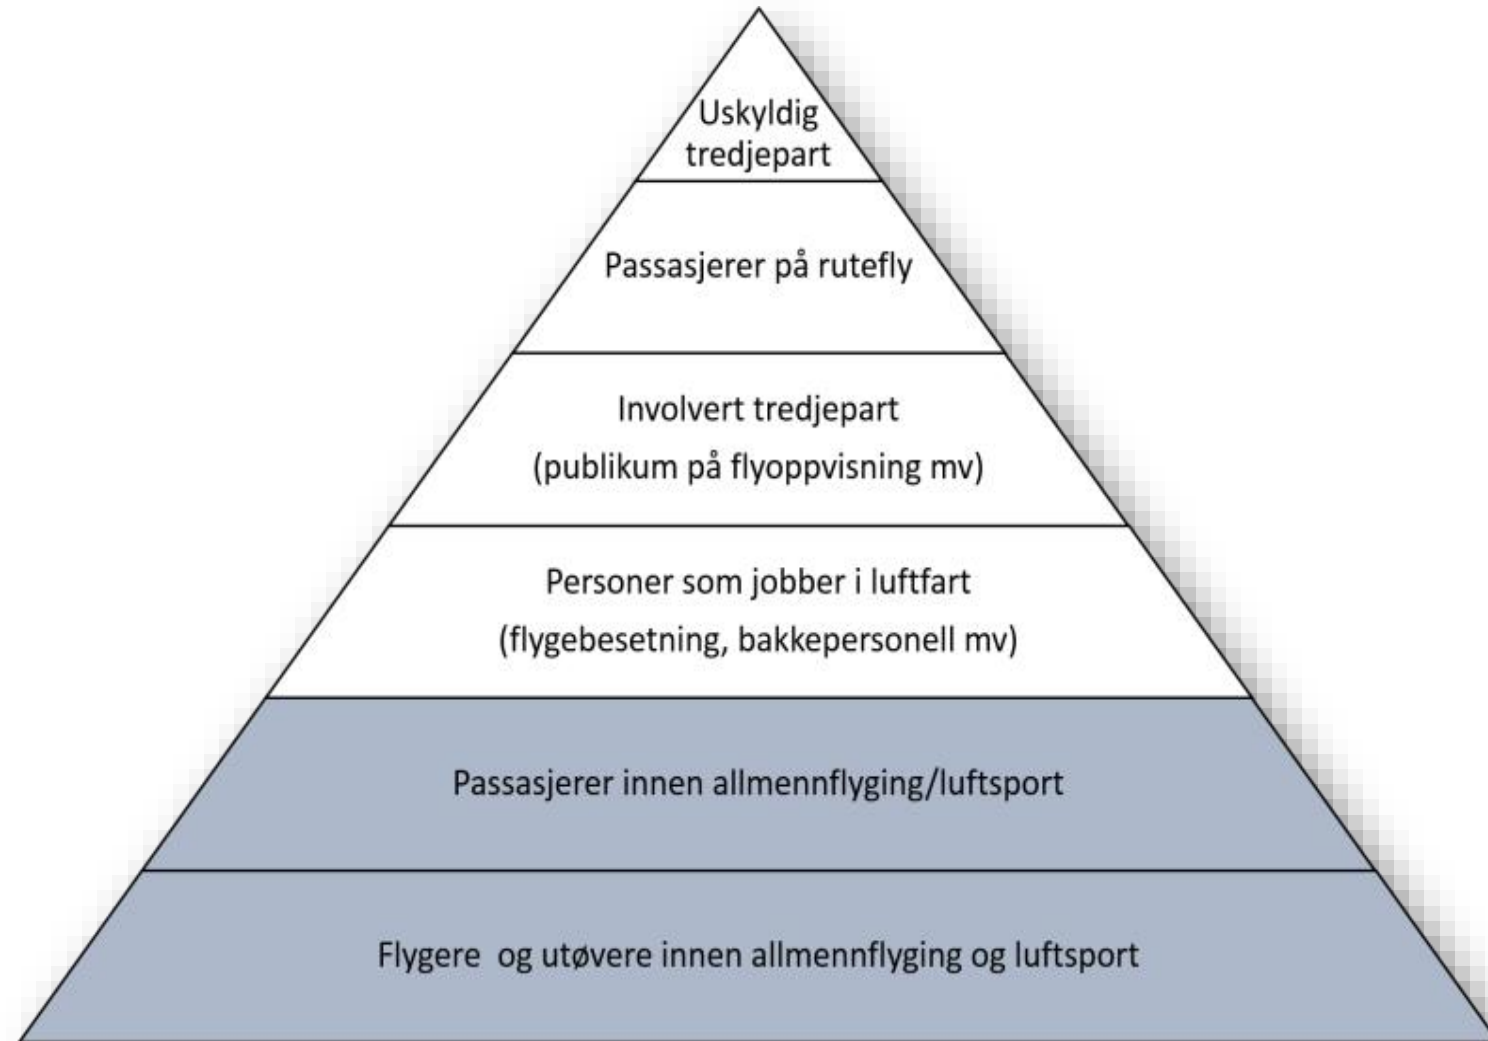 Uskyldig
tredjepart
Passasjerer på rutefly
Involvert tredjepart
(publikum på flyoppvisning mv)
Personer som jobber i luftfart
(flygebesetning, bakkepersonell mv)
Passasjerer innen allmennflyging/luftsport
Flygere  og utøvere innen allmennflyging og luftsport